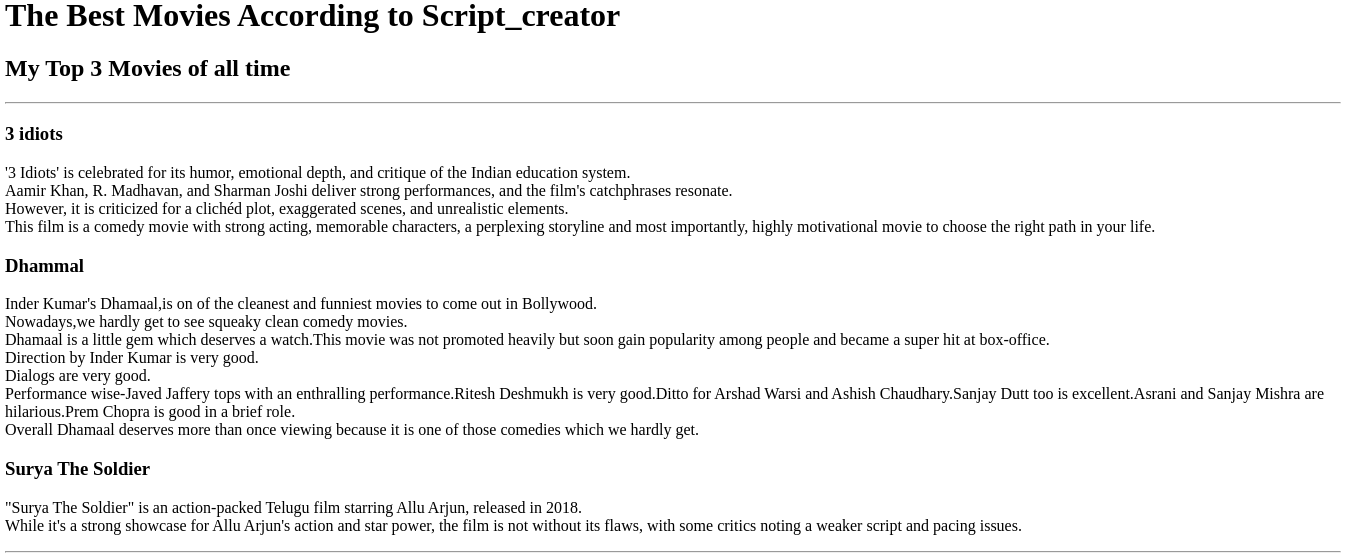 The Best Movies According to Script_creator
My Top 3 Movies of all time
3 idiots
'3 Idiots' is celebrated for its humor, emotional depth, and critique of the Indian education system.
Aamir Khan, R. Madhavan, and Sharman Joshi deliver strong performances, and the film's catchphrases resonate.
However, it is criticized for a clichéd plot, exaggerated scenes, and unrealistic elements.
This film is a comedy movie with strong acting, memorable characters, a perplexing storyline and most importantly, highly motivational movie to choose the right path in your life.
Dhammal
Inder Kumar's Dhamaal,is on of the cleanest and funniest movies to come out in Bollywood.
Nowadays,we hardly get to see squeaky clean comedy movies.
Dhamaal is a little gem which deserves a watch.This movie was not promoted heavily but soon gain popularity among people and became a super hit at box-office.
Direction by Inder Kumar is very good.
Dialogs are very good.
Performance wise-Javed Jaffery tops with an enthralling performance.Ritesh Deshmukh is very good.Ditto for Arshad Warsi and Ashish Chaudhary.Sanjay Dutt too is excellent.Asrani and Sanjay Mishra are
hilarious.Prem Chopra is good in a brief role.
Overall Dhamaal deserves more than once viewing because it is one of those comedies which we hardly get.
Surya The Soldier
"Surya The Soldier" is an action-packed Telugu film starring Allu Arjun, released in 2018.
While it's a strong showcase for Allu Arjun's action and star power, the film is not without its flaws, with some critics noting a weaker script and pacing issues.